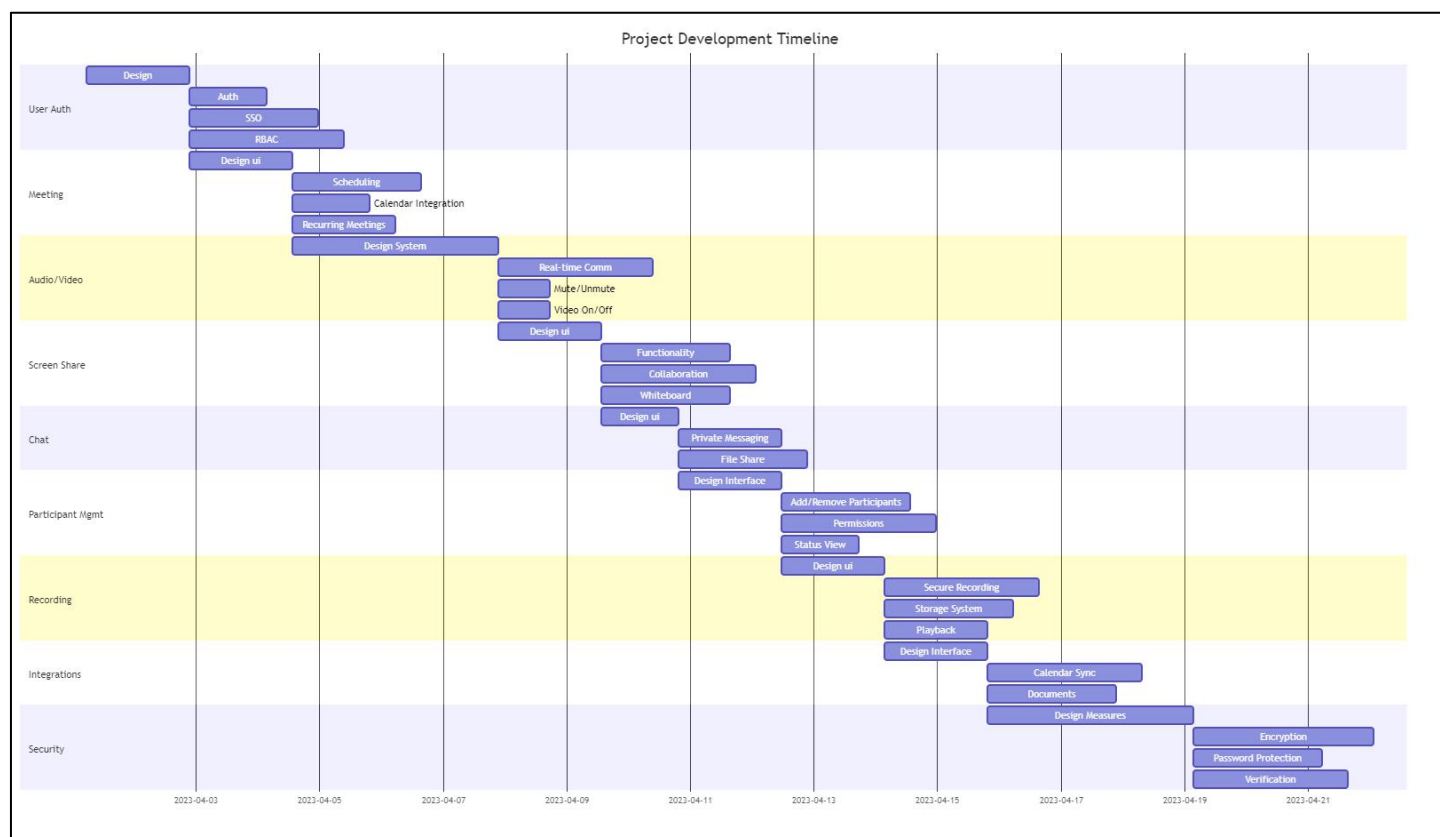 Project Development Timeline
User Auth
Design
Auth
SSO
RBAC
Meeting
Design ui
Scheduling
Calendar Integration
Recurring Meetings
Audio/Video
Design System
Real-time Comm
Mute/Unmute
Video On/Off
Screen Share
Design ui
Functionality
Collaboration
Whiteboard
Chat
Design ui
Private Messaging
File Share
Participant Mgmt
Design Interface
Add/Remove Participants
Permissions
Status View
Recording
Design ui
Secure Recording
Storage System
Playback
Integrations
Design Interface
Calendar Sync
Documents
Security
Design Measures
Encryption
Password Protection
Verification
2023-04-03 2023-04-05 2023-04-07 2023-04-09 2023-04-11 2023-04-13 2023-04-15 2023-04-17 2023-04-19 2023-04-21